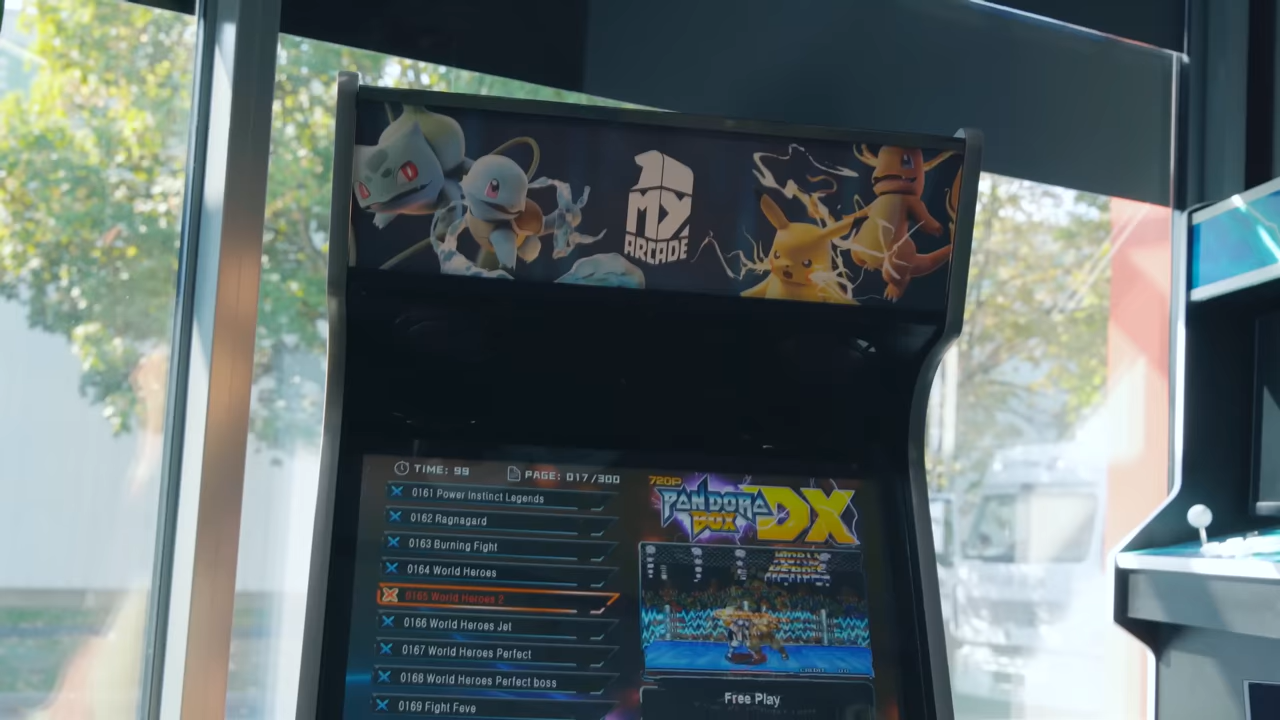 MY
ARCADE
TIME: 99
PAGE: 017/300
0161 Power Instinct Legends
0162 Ragnagard
0163 Burning Fight
0164 World Heroes
0165 World Heroes 2
0166 World Heroes Jet
0167 World Heroes Perfect
0168 World Heroes Perfect boss
0169 Fight Feve
720P
PANDORA
BOX
DX
WORLD
HEROES
Free Play